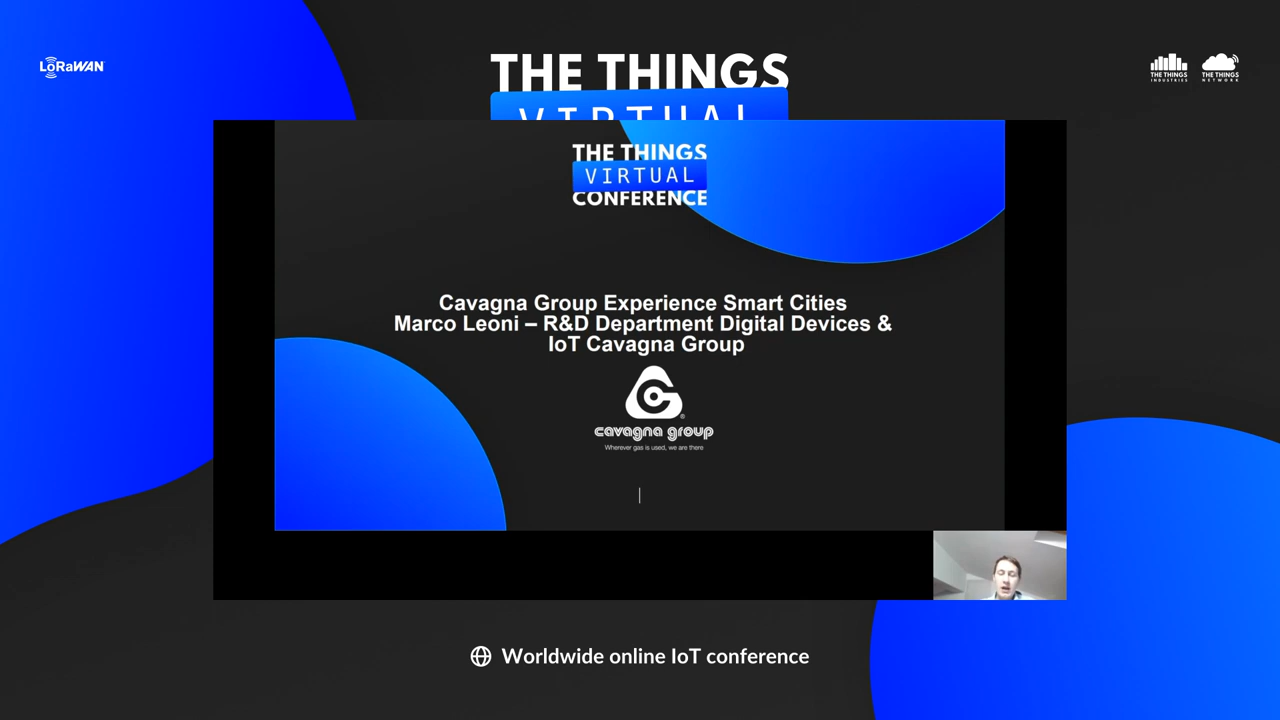 LoRaWAN
THE THINGS
VIRTUAL
THE THINGS
INDUSTRIES
THE THINGS
NETWORK
THE THINGS
VIRTUAL
CONFERENCE
Cavagna Group Experience Smart Cities
Marco Leoni – R&D Department Digital Devices &
IoT Cavagna Group
cavagna group
Wherever gas is used, we are there
Worldwide online IoT conference